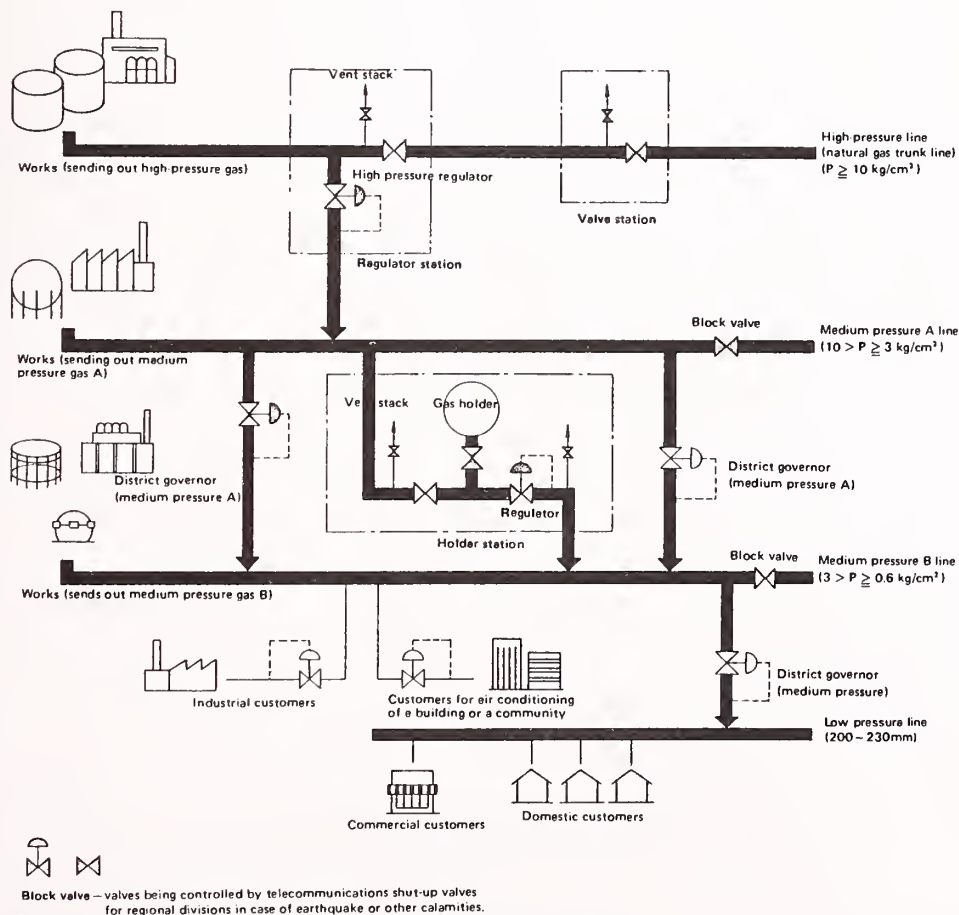 Vent stack
High-pressure line
(natural gas trunk line)
(P ≧ 10 kg/cm²)
Works (sending out high-pressure gas)
High pressure regulator
Valve station
Regulator station
Block valve
Medium pressure A line
(10 > P ≧ 3 kg/cm²)
Works (sending out medium
pressure gas A)
Vent stack
Gas holder
District governor
(medium pressure A)
District governor
(medium pressure A)
Reguletor
Holder station
Block valve
Medium pressure B line
(3 > P ≧ 0.6 kg/cm²)
Works (sends out medium pressure gas B)
Industrial customers
Customers for eir conditioning
of e building or a community
District governor
(medium pressure)
Low pressure line
(200~230mm)
Commercial customers
Domestic customers
Block valve — valves being controlled by telecommunications shut-up valves
for regional divisions in case of earthquake or other calamities.